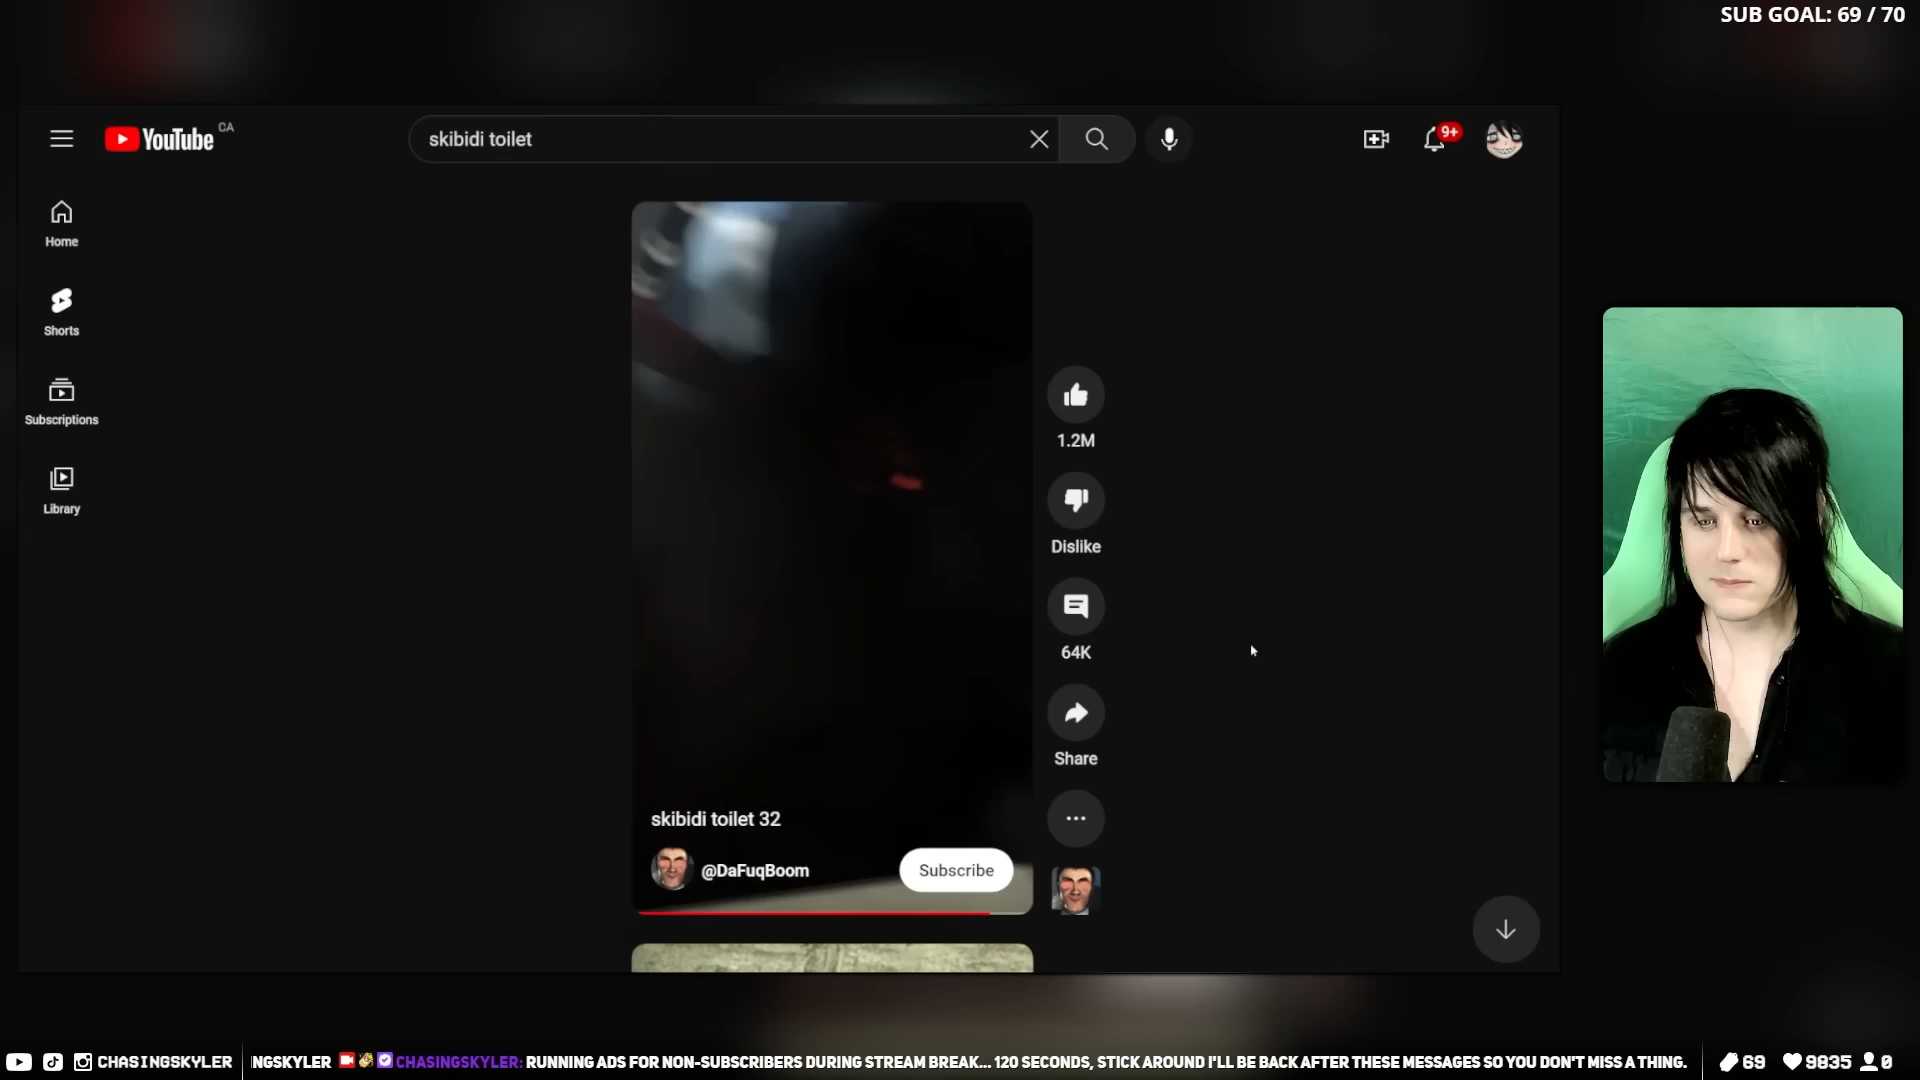 SUB GOAL: 69 / 70
YouTube CA
skibidi toilet
9+
Home
Shorts
Subscriptions
Library
1.2M
Dislike
64K
Share
skibidi toilet 32
@DaFuqBoom
Subscribe
CHASINGSKYLER
NGSKYLER CHASINGSKYLER: RUNNING ADS FOR NON-SUBSCRIBERS DURING STREAM BREAK... 120 SECONDS, STICK AROUND I'LL BE BACK AFTER THESE MESSAGES SO YOU DON'T MISS A THING.
69 9835 0